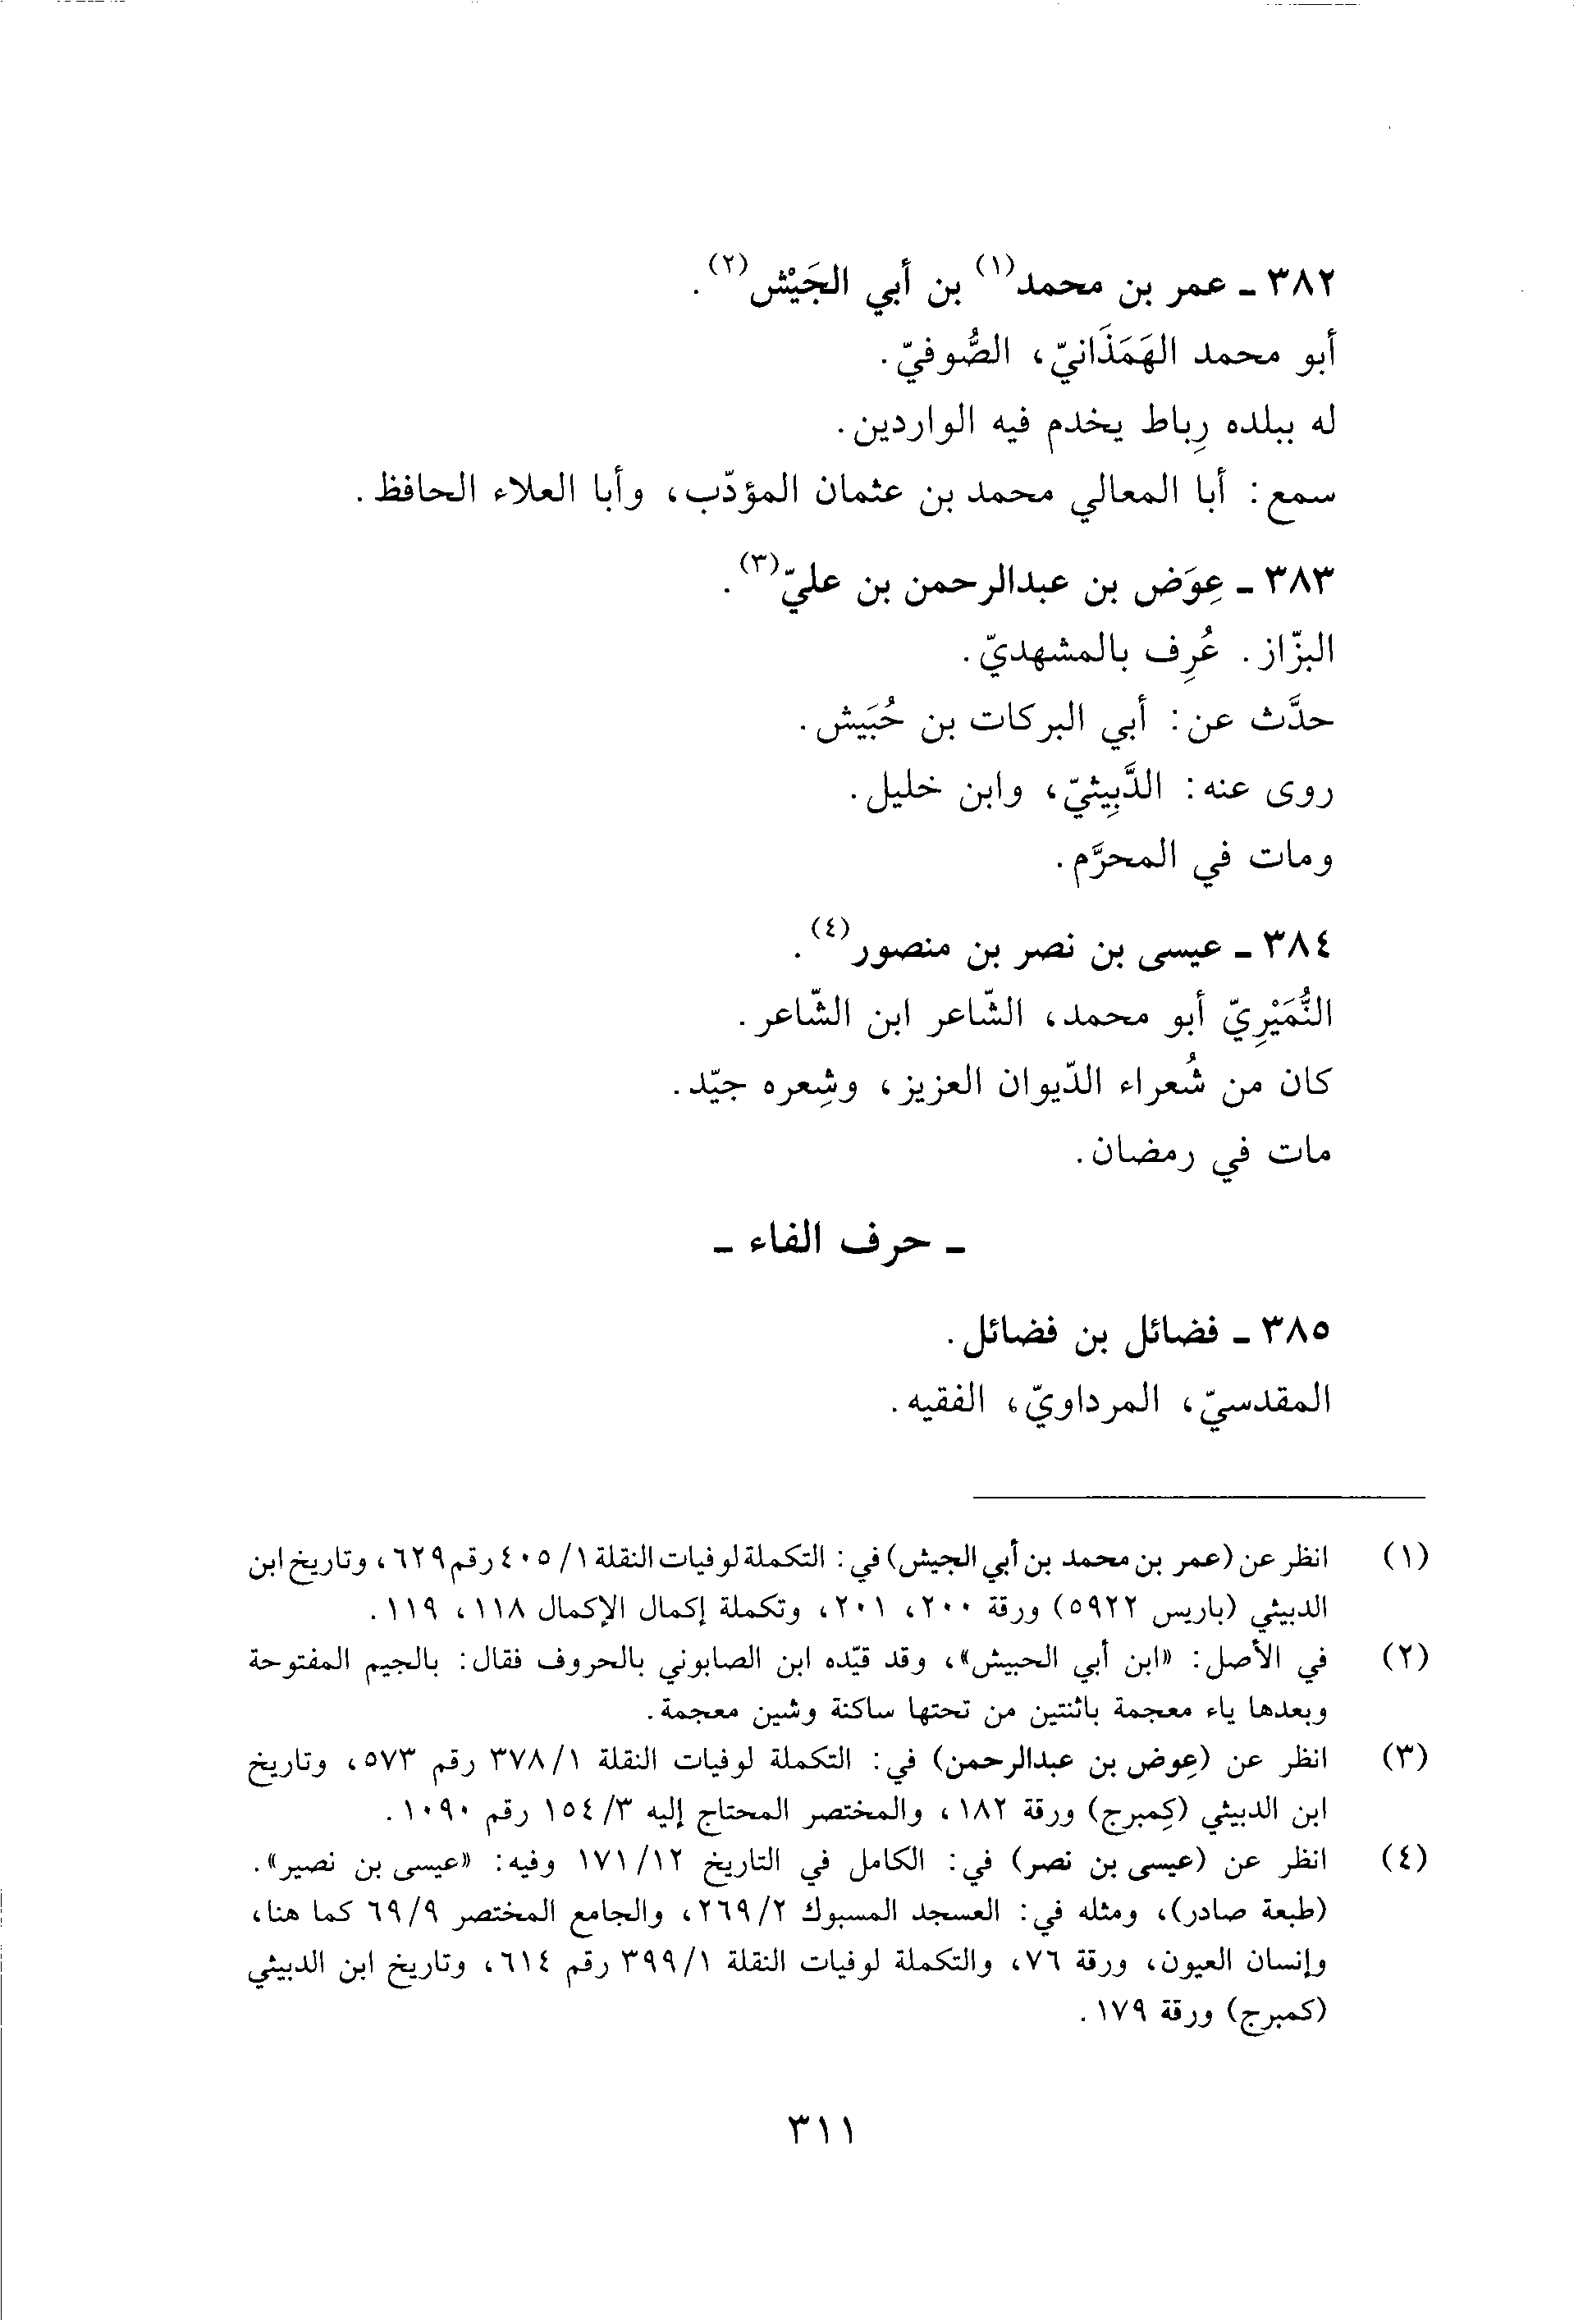 ٣٨٢ - عمر بن محمد(١) بن أبي الجَيْش(٢).
أبو محمد الهَمَذَانيّ، الصُّوفيّ.
له ببلده رِباط يخدم فيه الواردين.
سمع: أبا المعالي محمد بن عثمان المؤدّب، وأبا العلاء الحافظ.
٣٨٣ - عِوَض بن عبدالرحمن بن عليّ(٣).
البزّاز. عُرِف بالمشهديّ.
حدَّث عن: أبي البركات بن حُبَيش.
روى عنه: الدَّبِيثيّ، وابن خليل.
ومات في المحرَّم.
٣٨٤ - عيسى بن نصر بن منصور(٤).
النُّمَيْرِيّ أبو محمد، الشّاعر ابن الشّاعر.
كان من شُعراء الدّيوان العزيز، وشِعره جيّد.
مات في رمضان.
- حرف الفاء -
٣٨٥ - فضائل بن فضائل.
المقدسيّ، المرداويّ، الفقيه.
(١) انظر عن (عمر بن محمد بن أبي الجيش) في: التكملة لوفيات النقلة ١/ ٤٠٥ رقم ٦٢٩، وتاريخ ابن
الدبيثي (باريس ٥٩٢٢) ورقة ٢٠٠، ٢٠١، وتكملة إكمال الإكمال ١١٨، ١١٩.
(٢) في الأصل: «ابن أبي الحبيش»، وقد قيّده ابن الصابوني بالحروف فقال: بالجيم المفتوحة
وبعدها ياء معجمة باثنتين من تحتها ساكنة وشين معجمة.
(٣) انظر عن (عِوض بن عبدالرحمن) في: التكملة لوفيات النقلة ٣٧٨/١ رقم ٥٧٣، وتاريخ
ابن الدبيثي (كِمبرج) ورقة ١٨٢، والمختصر المحتاج إليه ٣/ ١٥٤ رقم ١٠٩٠.
(٤) انظر عن (عيسى بن نصر) في: الكامل في التاريخ ١٧١/١٢ وفيه: «عيسى بن نصير».
(طبعة صادر)، ومثله في: العسجد المسبوك ٢٦٩/٢، والجامع المختصر ٦٩/٩ كما هنا،
وإنسان العيون، ورقة ٧٦، والتكملة لوفيات النقلة ٣٩٩/١ رقم ٦١٤، وتاريخ ابن الدبيثي
(كمبرج) ورقة ١٧٩.
٣١١